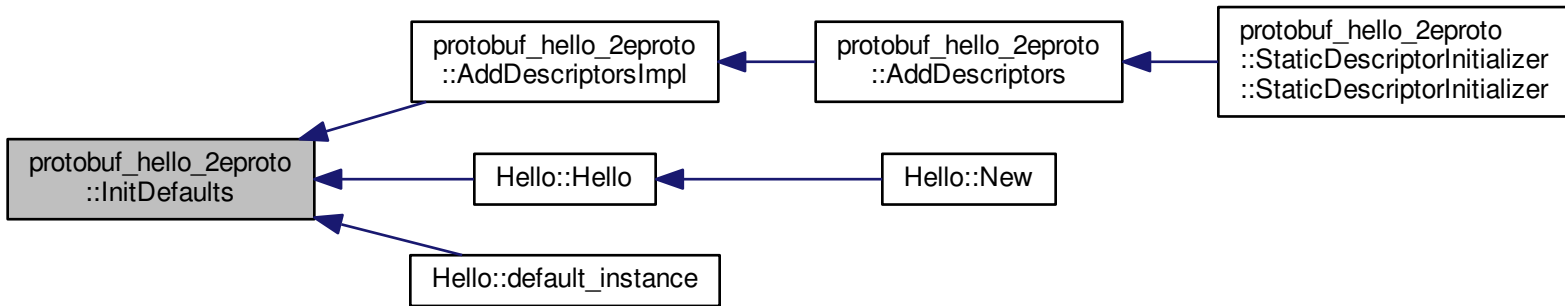 protobuf_hello_2eproto
::InitDefaults
protobuf_hello_2eproto
::AddDescriptorsImpl
protobuf_hello_2eproto
::AddDescriptors
protobuf_hello_2eproto
::StaticDescriptorInitializer
::StaticDescriptorInitializer
Hello::Hello
Hello::New
Hello::default_instance